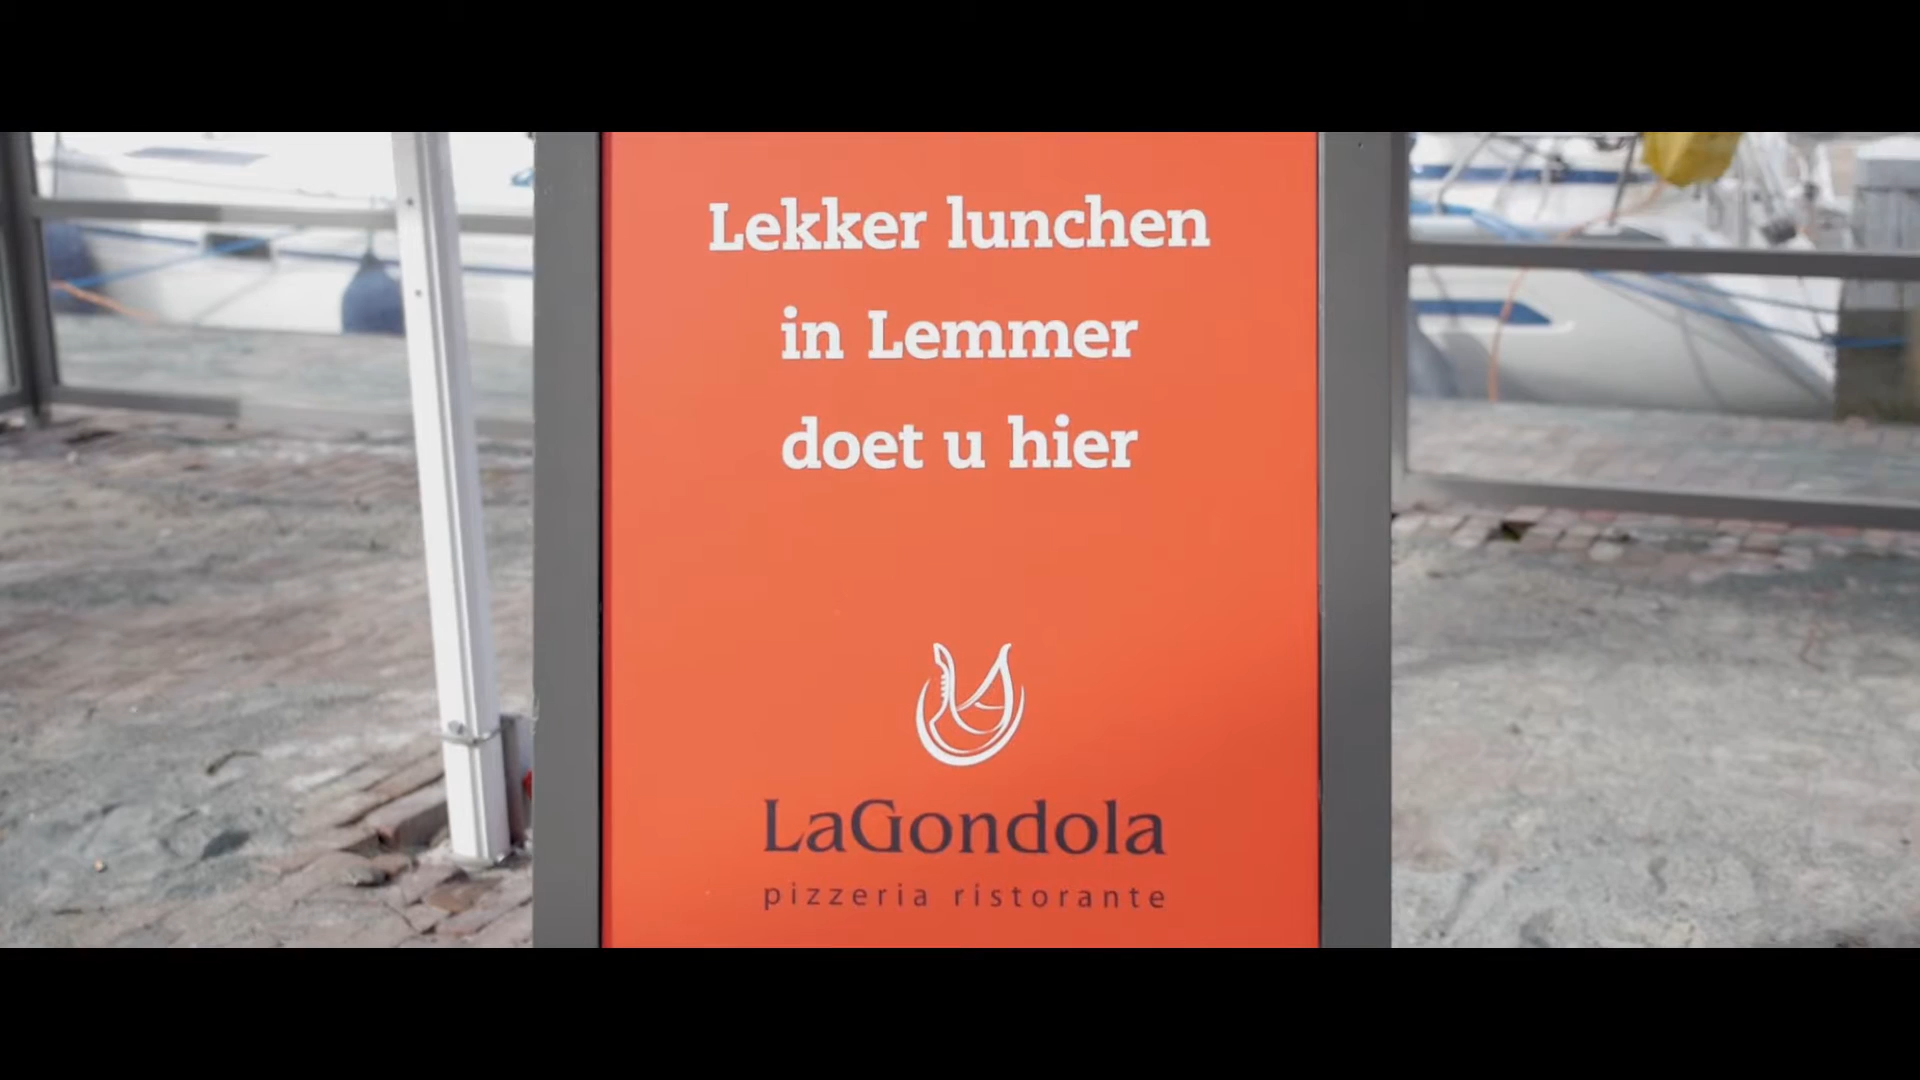 Lekker lunchen
in Lemmer
doet u hier
LaGondola
pizzeria ristorante